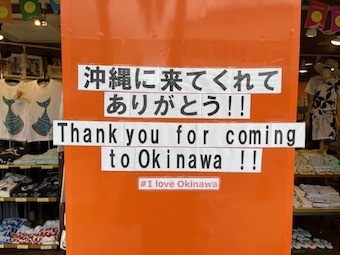 沖縄に来てくれて
ありがとう!!
Thank you for coming
to Okinawa !!
#I love Okinawa